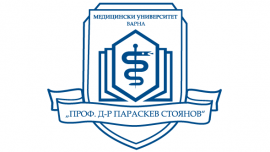 МЕДИЦИНСКИ УНИВЕРСИТЕТ
ВАРНА
„ПРОФ. Д-Р ПАРАСКЕВ СТОЯНОВ“